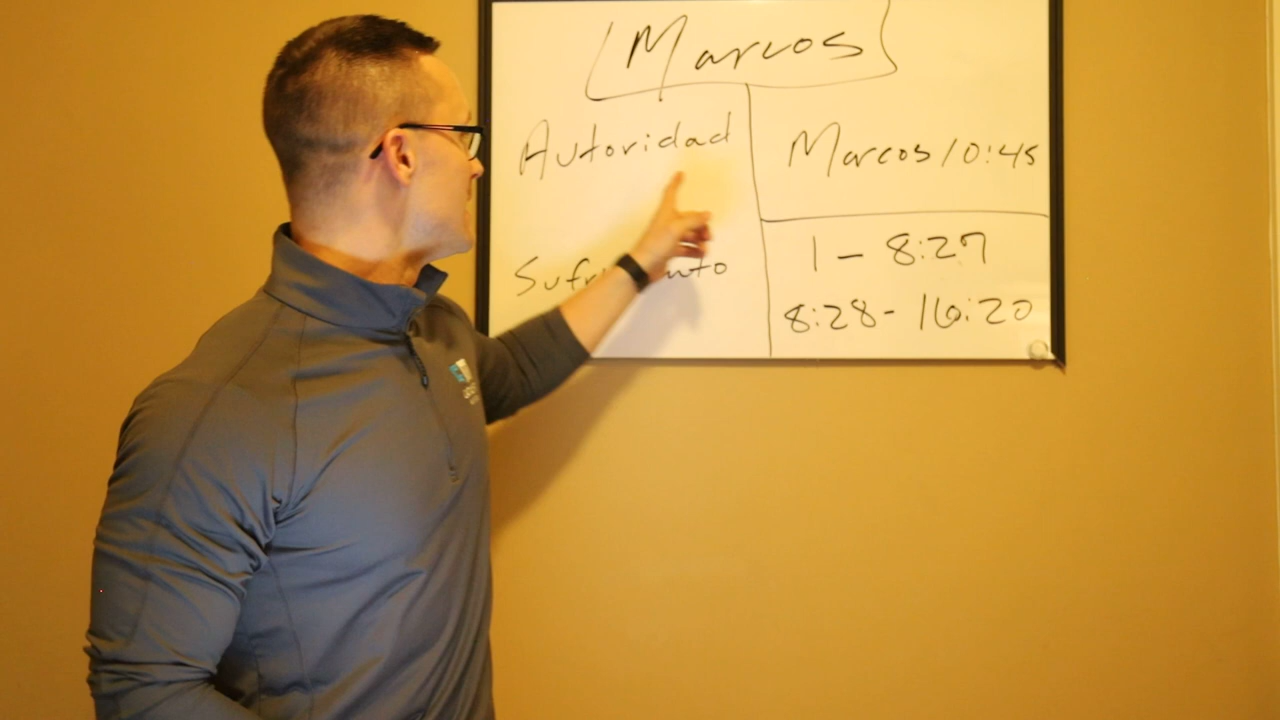 Marcos
Autoridad
Marcos 10:45
1 - 8:27
8:28 - 16:20